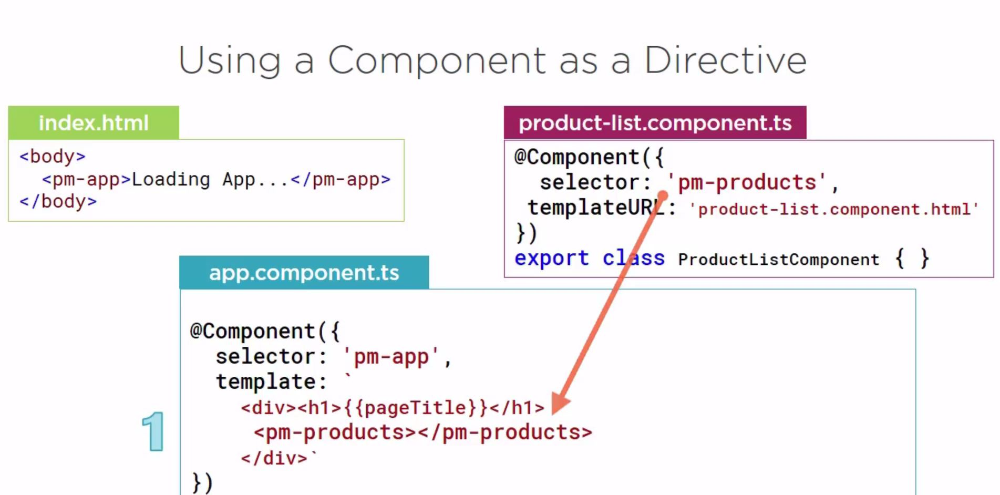 Using a Component as a Directive
index.html
<body>
<pm-app>Loading App...</pm-app>
</body>
product-list.component.ts
@Component({
selector: 'pm-products',
templateURL: 'product-list.component.html'
})
export class ProductListComponent { }
app.component.ts
@Component({
selector: 'pm-app',
template: `
<div><h1>{{pageTitle}}</h1>
<pm-products></pm-products>
</div>`
})
1